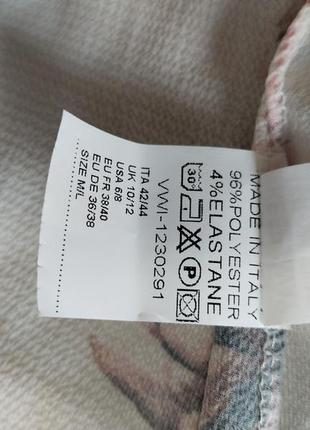 MADE IN ITALY
96%POLYESTER
4%ELASTANE
30°
P
VWI-1230291
ITA 42/44
UK 10/12
USA 6/8
EU FR 38/40
EU DE 36/38
SIZE M/L